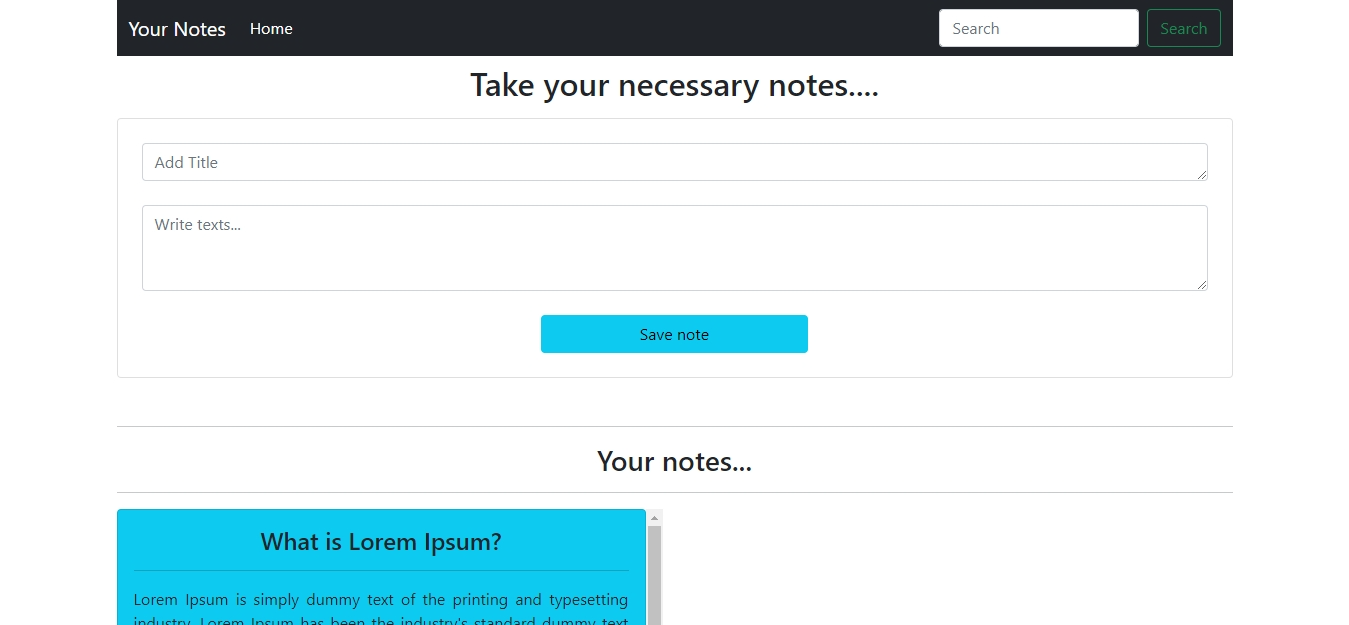 Your Notes Home Search Search
Take your necessary notes....
Add Title
Write texts...
Save note
Your notes...
What is Lorem Ipsum?
Lorem Ipsum is simply dummy text of the printing and typesetting
industry. Lorem Ipsum has been the industry's standard dummy text